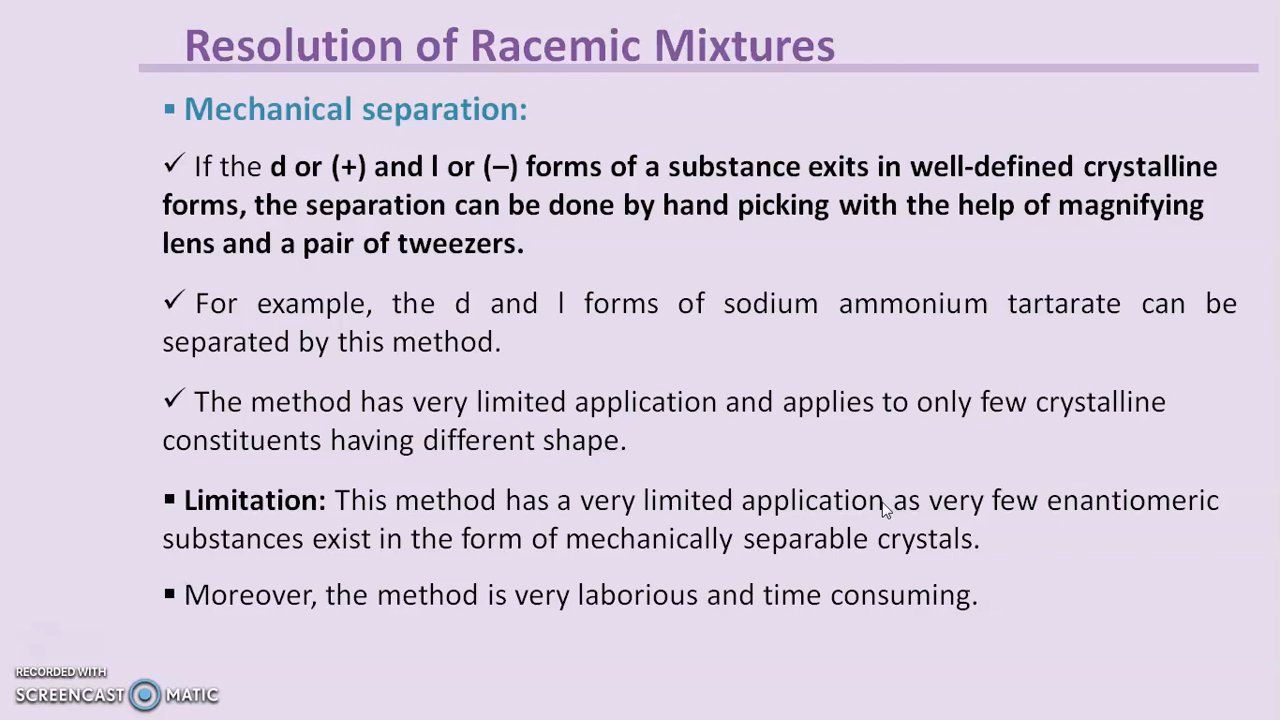 Resolution of Racemic Mixtures
▪ Mechanical separation:
✓ If the d or (+) and l or (–) forms of a substance exits in well-defined crystalline
forms, the separation can be done by hand picking with the help of magnifying
lens and a pair of tweezers.
✓ For example, the d and l forms of sodium ammonium tartarate can be
separated by this method.
✓ The method has very limited application and applies to only few crystalline
constituents having different shape.
▪ Limitation: This method has a very limited application as very few enantiomeric
substances exist in the form of mechanically separable crystals.
▪ Moreover, the method is very laborious and time consuming.
RECORDED WITH
SCREENCAST MATIC